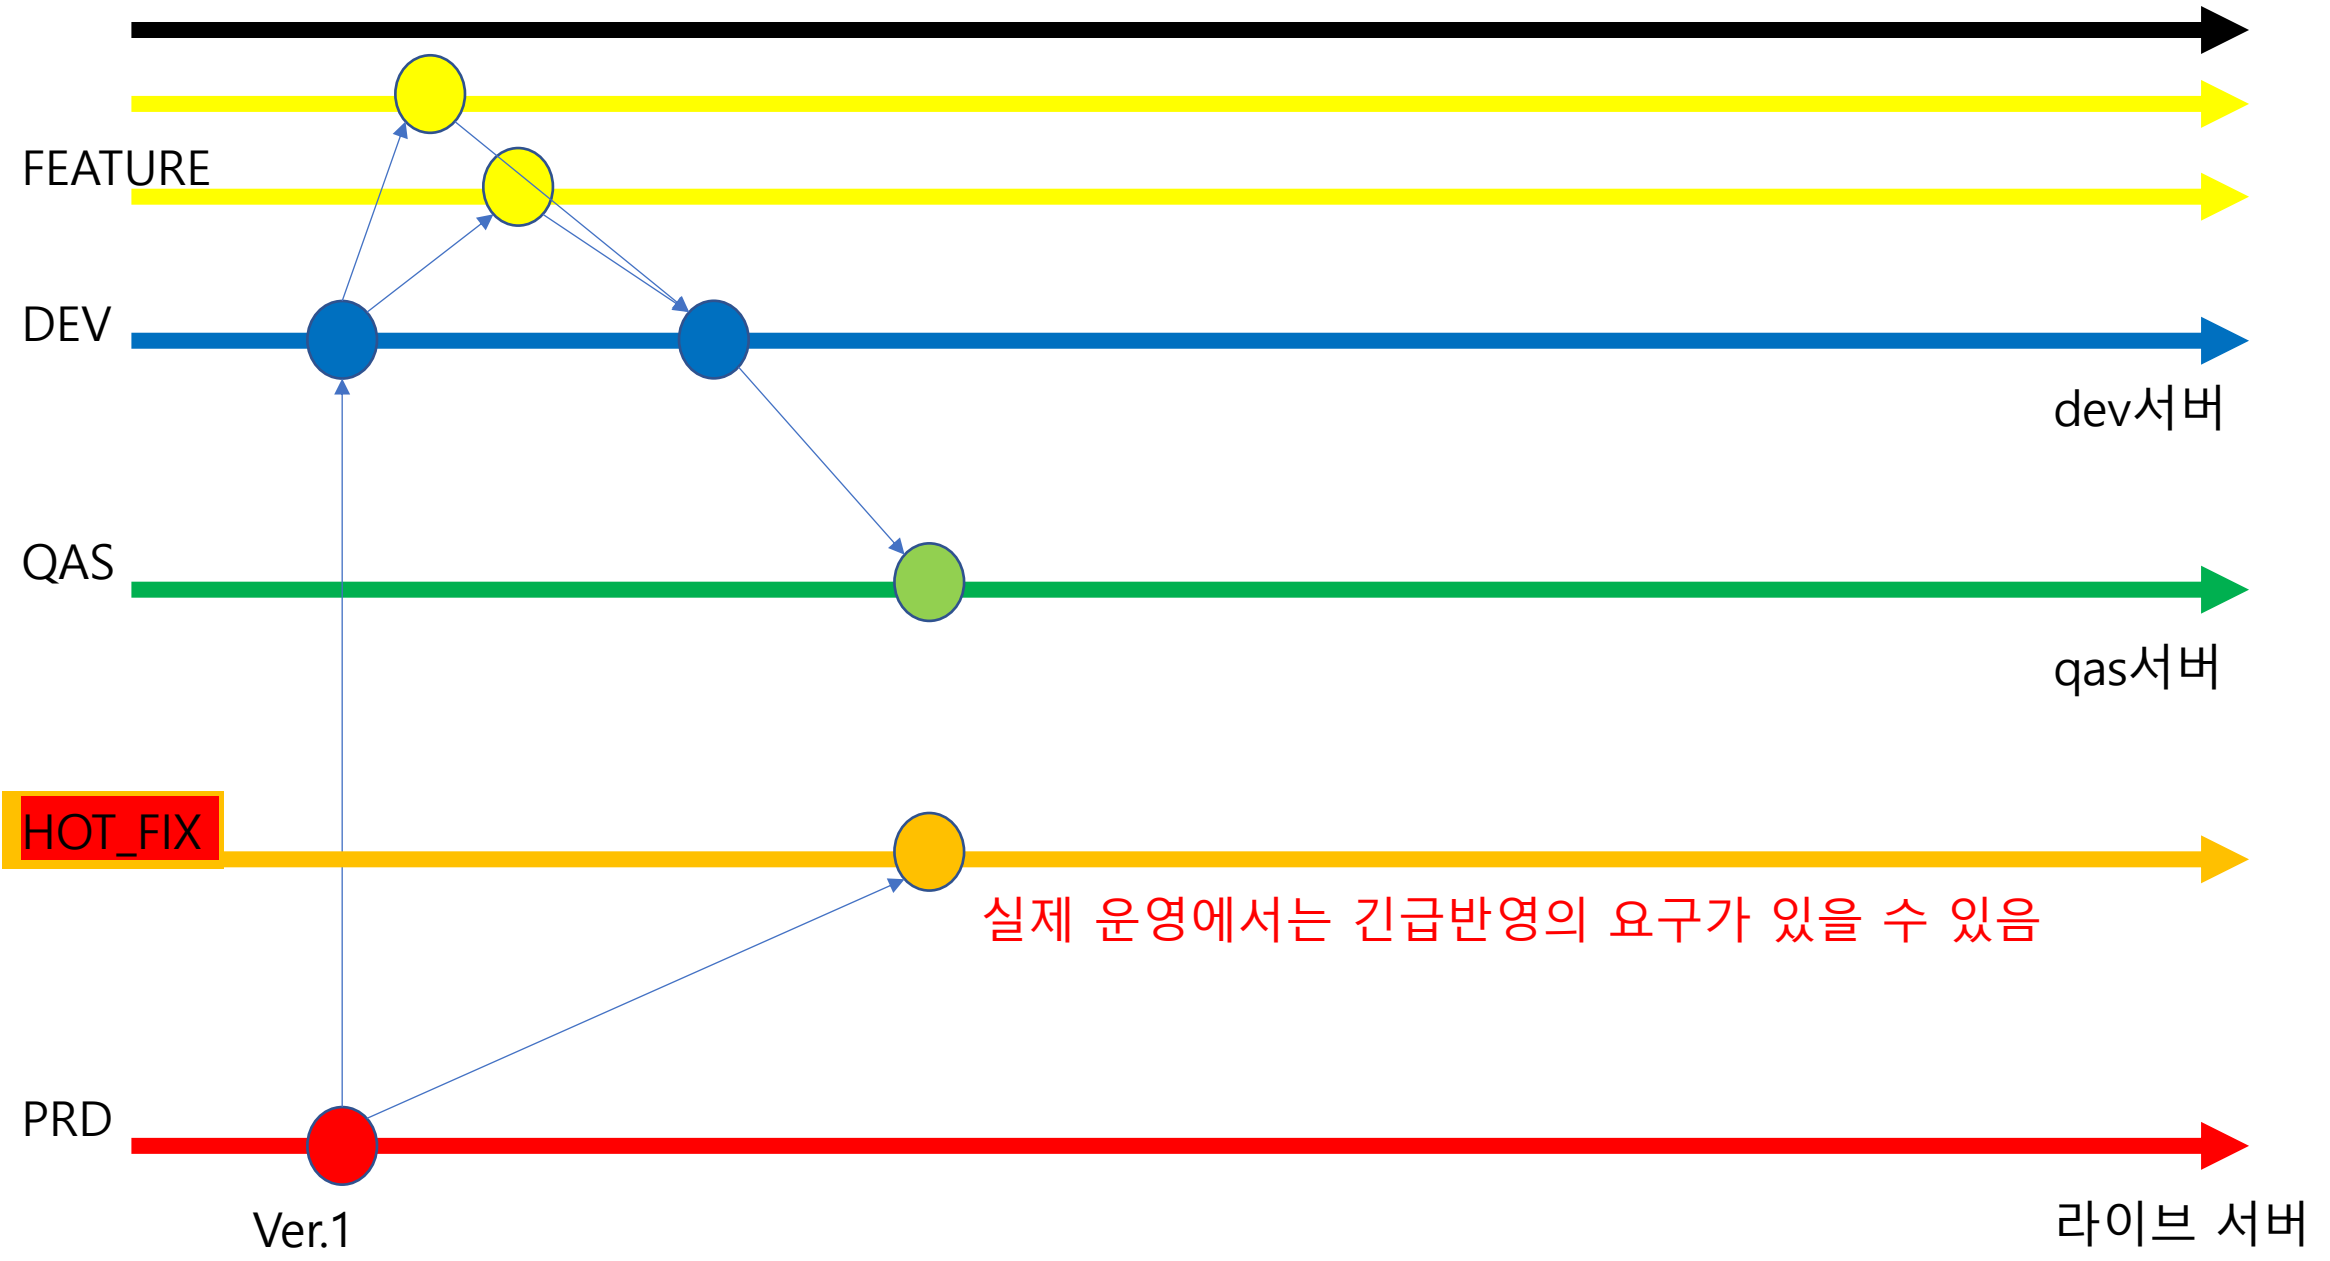 FEATURE
DEV
dev서버
QAS
qas서버
HOT_FIX
실제 운영에서는 긴급반영의 요구가 있을 수 있음
PRD
Ver.1
라이브 서버